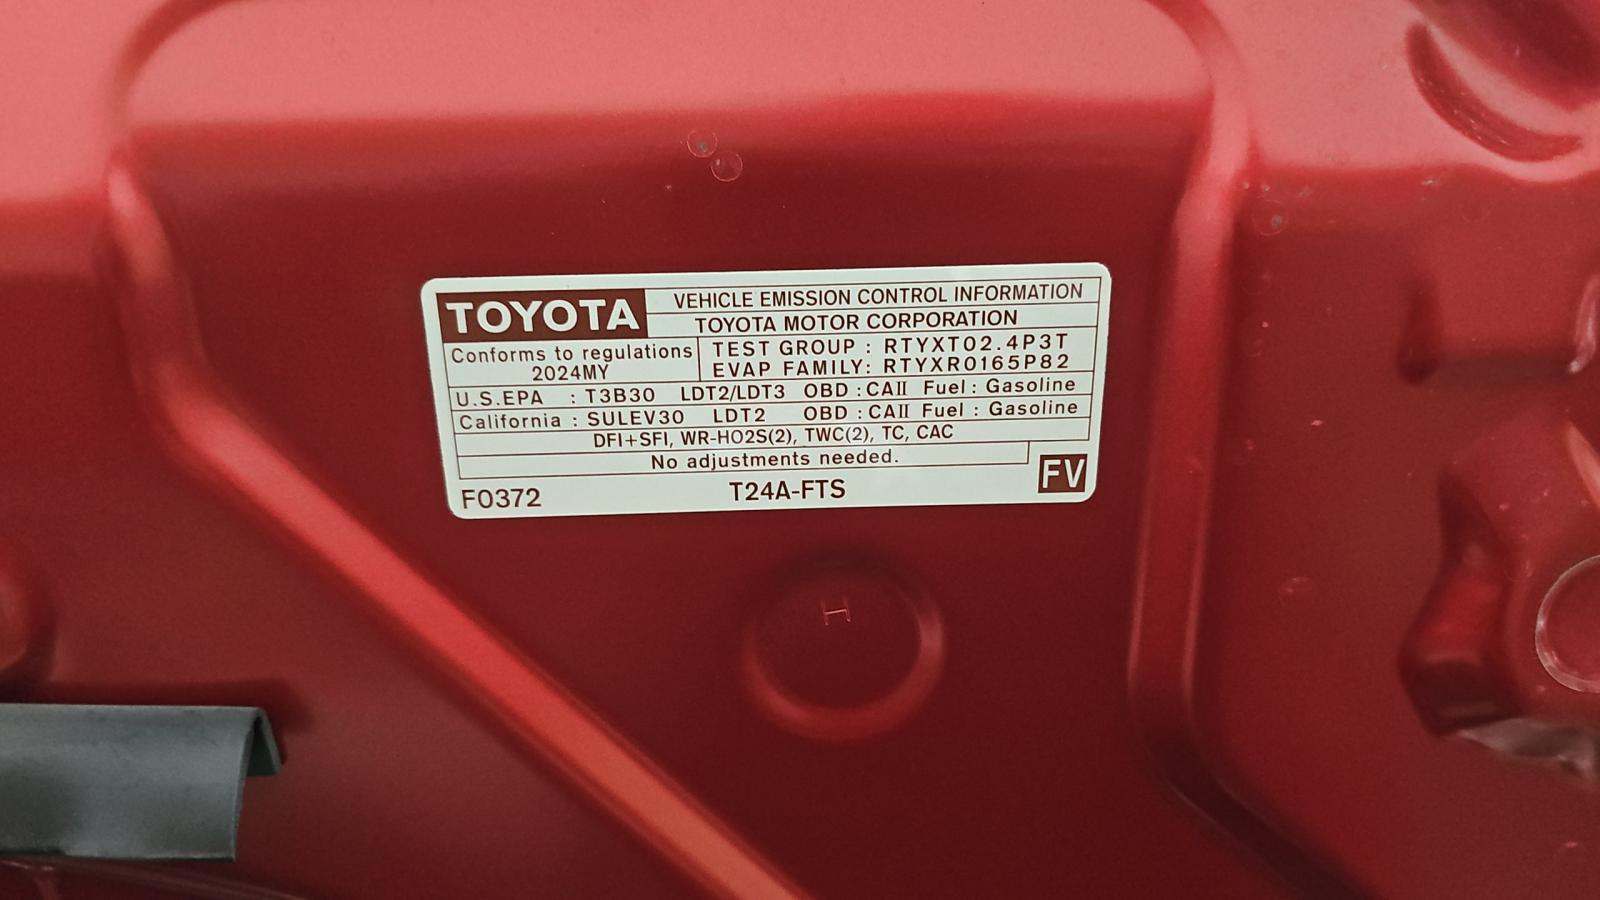 TOYOTA VEHICLE EMISSION CONTROL INFORMATION
TOYOTA MOTOR CORPORATION
Conforms to regulations
2024MY
TEST GROUP : RTYXT02.4P3T
EVAP FAMILY: RTYXR0165P82
U.S.EPA : T3B30 LDT2/LDT3 OBD : CAII Fuel : Gasoline
California : SULEV30 LDT2 OBD : CAII Fuel : Gasoline
DFI+SFI, WR-HO2S(2), TWC(2), TC, CAC
No adjustments needed.
F0372 T24A-FTS FV
H